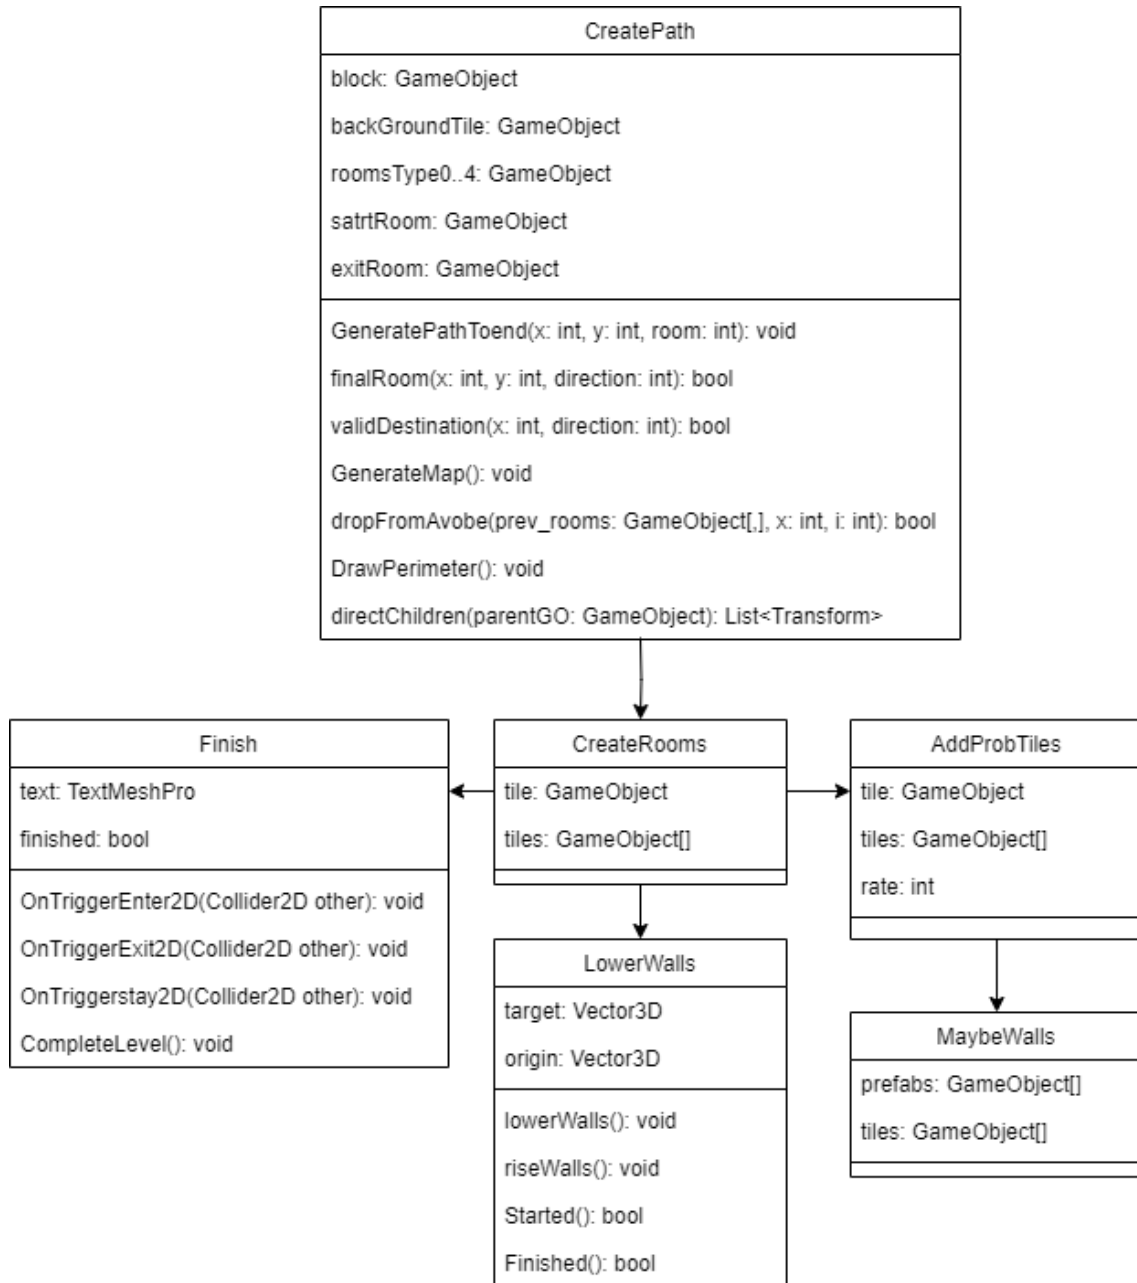 CreatePath
block: GameObject
backGroundTile: GameObject
roomsType0..4: GameObject
satrtRoom: GameObject
exitRoom: GameObject
GeneratePathToend(x: int, y: int, room: int): void
finalRoom(x: int, y: int, direction: int): bool
validDestination(x: int, direction: int): bool
GenerateMap(): void
dropFromAvobe(prev_rooms: GameObject[,], x: int, i: int): bool
DrawPerimeter(): void
directChildren(parentGO: GameObject): List<Transform>
Finish
text: TextMeshPro
finished: bool
OnTriggerEnter2D(Collider2D other): void
OnTriggerExit2D(Collider2D other): void
OnTriggerstay2D(Collider2D other): void
CompleteLevel(): void
CreateRooms
tile: GameObject
tiles: GameObject[]
LowerWalls
target: Vector3D
origin: Vector3D
lowerWalls(): void
riseWalls(): void
Started(): bool
Finished(): bool
AddProbTiles
tile: GameObject
tiles: GameObject[]
rate: int
MaybeWalls
prefabs: GameObject[]
tiles: GameObject[]